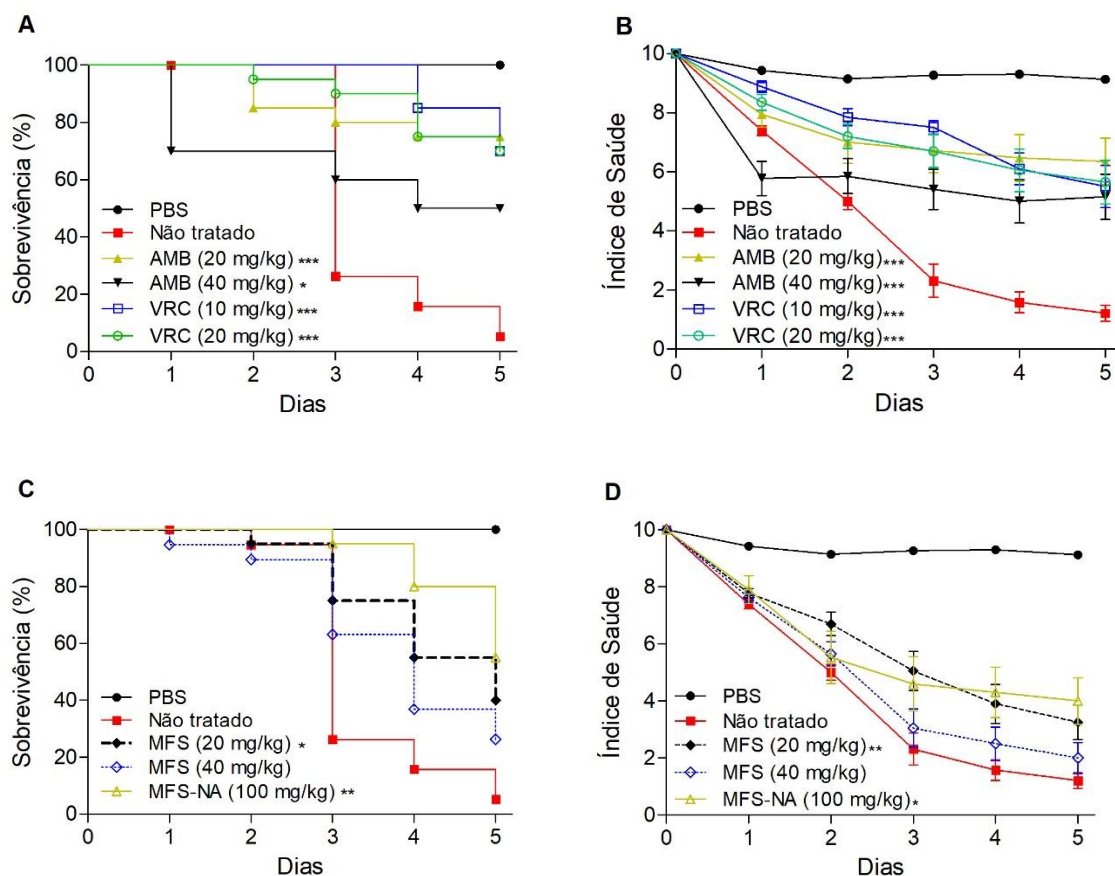 A
Sobrevivência (%)
100
80
60
40
20
0
PBS
Não tratado
AMB (20 mg/kg) ***
AMB (40 mg/kg) *
VRC (10 mg/kg) ***
VRC (20 mg/kg) ***
0 1 2 3 4 5
Dias
B
Índice de Saúde
10
8
6
4
2
0
PBS
Não tratado
AMB (20 mg/kg)***
AMB (40 mg/kg)***
VRC (10 mg/kg)***
VRC (20 mg/kg)***
0 1 2 3 4 5
Dias
C
Sobrevivência (%)
100
80
60
40
20
0
PBS
Não tratado
MFS (20 mg/kg) *
MFS (40 mg/kg)
MFS-NA (100 mg/kg) **
0 1 2 3 4 5
Dias
D
Índice de Saúde
10
8
6
4
2
0
PBS
Não tratado
MFS (20 mg/kg)**
MFS (40 mg/kg)
MFS-NA (100 mg/kg)*
0 1 2 3 4 5
Dias